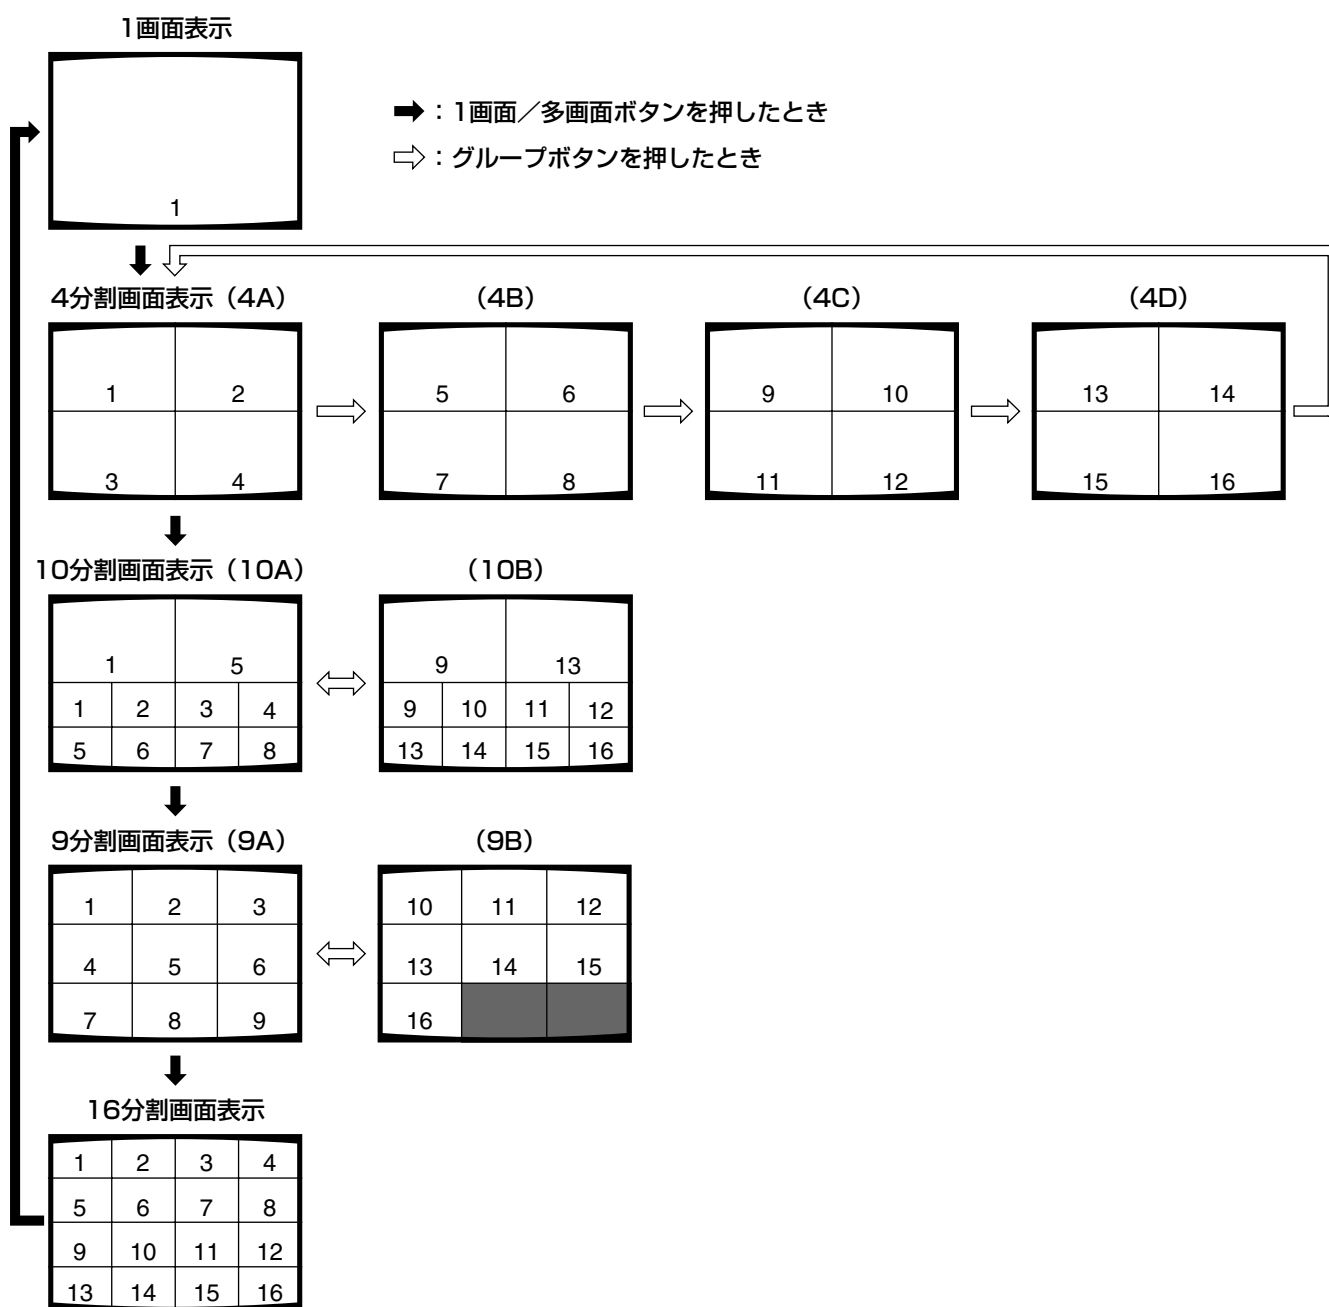 1画面表示
1
➡：1画面／多画面ボタンを押したとき
⇨：グループボタンを押したとき
4分割画面表示（4A）　（4B）　（4C）　（4D）
1 2 5 6 9 10 13 14
3 4 7 8 11 12 15 16
10分割画面表示（10A）　（10B）
1 5 9 13
1 2 3 4 9 10 11 12
5 6 7 8 13 14 15 16
9分割画面表示（9A）　（9B）
1 2 3 10 11 12
4 5 6 13 14 15
7 8 9 16
16分割画面表示
1 2 3 4
5 6 7 8
9 10 11 12
13 14 15 16